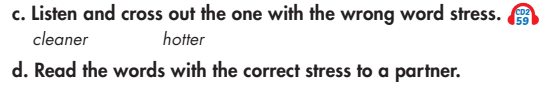 c. Listen and cross out the one with the wrong word stress. CD2 59
cleaner hotter
d. Read the words with the correct stress to a partner.